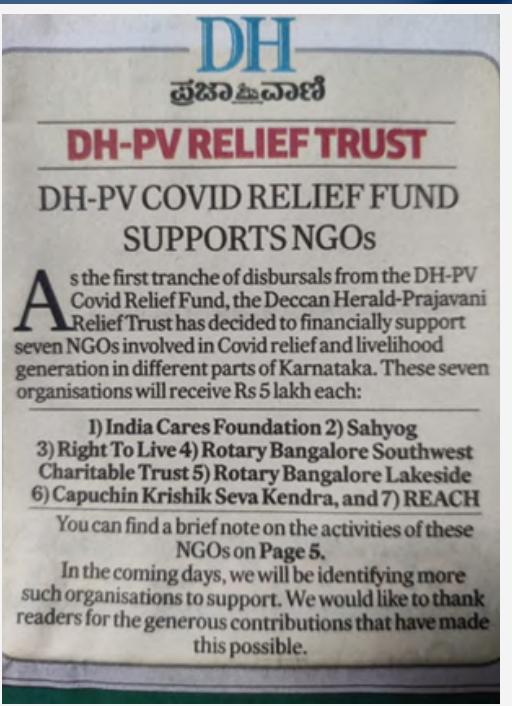 DH
ಪ್ರಜಾವಾಣಿ
DH-PV RELIEF TRUST
DH-PV COVID RELIEF FUND
SUPPORTS NGOs
As the first tranche of disbursals from the DH-PV
Covid Relief Fund, the Deccan Herald-Prajavani
Relief Trust has decided to financially support
seven NGOs involved in Covid relief and livelihood
generation in different parts of Karnataka. These seven
organisations will receive Rs 5 lakh each:
1) India Cares Foundation 2) Sahyog
3) Right To Live 4) Rotary Bangalore Southwest
Charitable Trust 5) Rotary Bangalore Lakeside
6) Capuchin Krishik Seva Kendra, and 7) REACH
You can find a brief note on the activities of these
NGOs on Page 5.
In the coming days, we will be identifying more
such organisations to support. We would like to thank
readers for the generous contributions that have made
this possible.